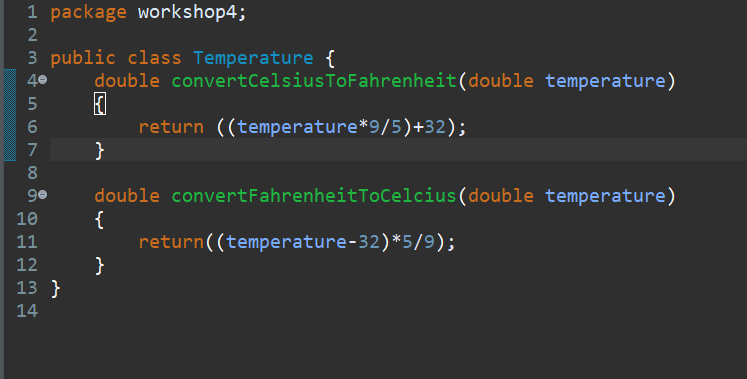 1 package workshop4;
2
3 public class Temperature {
4 double convertCelsiusToFahrenheit(double temperature)
5 {
6 return ((temperature*9/5)+32);
7 }
8
9 double convertFahrenheitToCelcius(double temperature)
10 {
11 return((temperature-32)*5/9);
12 }
13 }
14